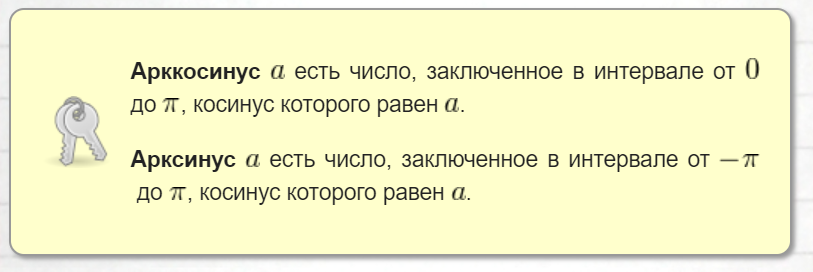 Арккосинус a есть число, заключенное в интервале от 0
до π, косинус которого равен a.
Арксинус a есть число, заключенное в интервале от −π
до π, косинус которого равен a.